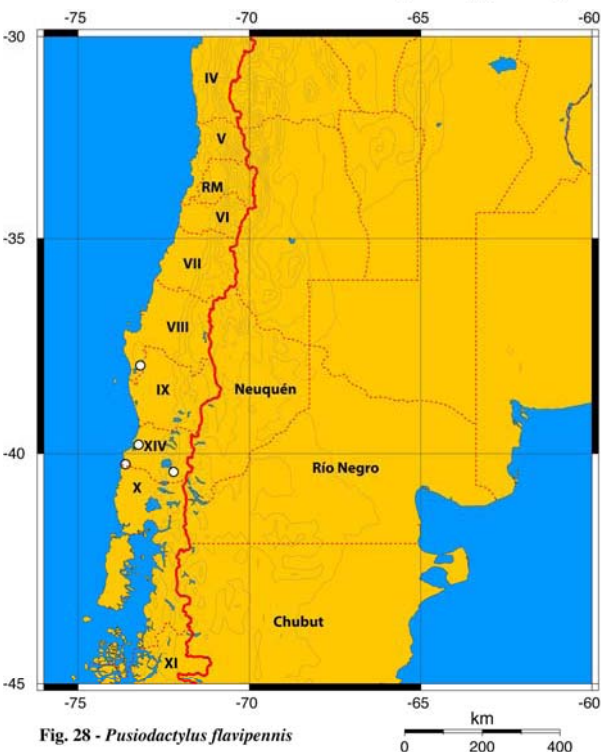 -75 -70 -65 -60
-30
IV
V
RM
VI
-35
VII
VIII
IX Neuquén
XIV
-40
Río Negro
X
Chubut
XI
-45
-75 -70 -65 -60
Fig. 28 - Pusiodactylus flavipennis
km
0 200 400